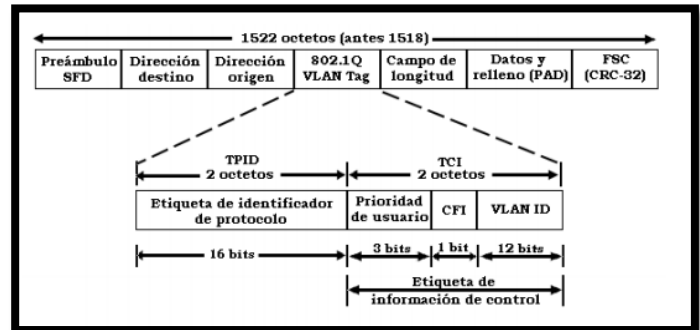 1522 octetos (antes 1518)
Preámbulo SFD
Dirección destino
Dirección origen
802.1Q VLAN Tag
Campo de longitud
Datos y relleno (PAD)
FSC (CRC-32)
TPID
2 octetos
TCI
2 octetos
Etiqueta de identificador de protocolo
Prioridad de usuario
CFI
VLAN ID
16 bits
3 bits
1 bit
12 bits
Etiqueta de
información de control